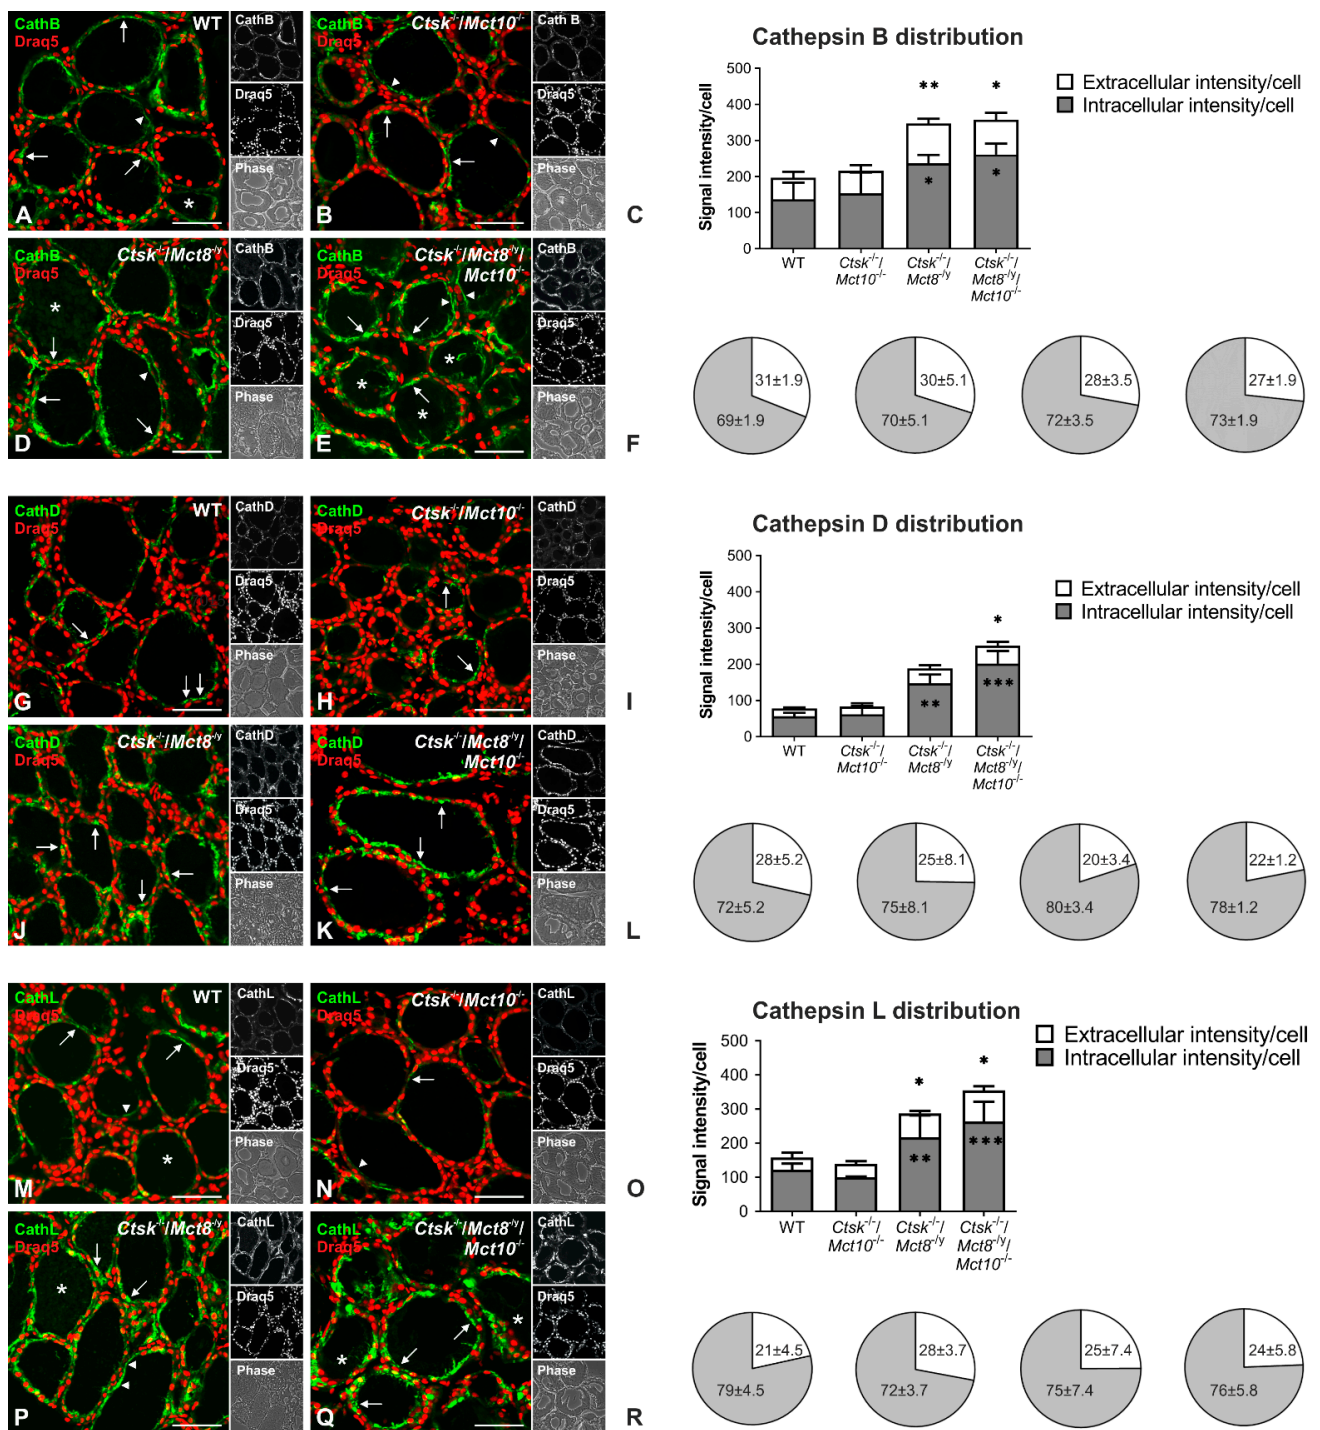 CathB
Draq5
WT
CathB
Draq5
Phase
A
CathB
Draq5
Ctsk-/-/Mct10-/-
Cath B
Draq5
Phase
B
C
Cathepsin B distribution
Signal intensity/cell
500
400
300
200
100
0
** *
* *
WT
Ctsk-/-/
Mct10-/-
Ctsk-/-/
Mct8-/y
Ctsk-/-/
Mct8-/y/
Mct10-/-
Extracellular intensity/cell
Intracellular intensity/cell
CathB
Draq5
Ctsk-/-/Mct8-/y
CathB
Draq5
Phase
D
CathB
Draq5
Ctsk-/-/Mct8-/y/
Mct10-/-
CathB
Draq5
Phase
E
F
31±1.9
69±1.9
30±5.1
70±5.1
28±3.5
72±3.5
27±1.9
73±1.9
CathD
Draq5
WT
CathD
Draq5
Phase
G
CathD
Draq5
Ctsk-/-/Mct10-/-
CathD
Draq5
Phase
H
I
Cathepsin D distribution
Signal intensity/cell
500
400
300
200
100
0
*
** ***
WT
Ctsk-/-/
Mct10-/-
Ctsk-/-/
Mct8-/y
Ctsk-/-/
Mct8-/y/
Mct10-/-
Extracellular intensity/cell
Intracellular intensity/cell
CathD
Draq5
Ctsk-/-/Mct8-/y
CathD
Draq5
Phase
J
CathD
Draq5
Ctsk-/-/Mct8-/y/
Mct10-/-
CathD
Draq5
Phase
K
L
28±5.2
72±5.2
25±8.1
75±8.1
20±3.4
80±3.4
22±1.2
78±1.2
CathL
Draq5
WT
CathL
Draq5
Phase
M
CathL
Draq5
Ctsk-/-/Mct10-/-
CathL
Draq5
Phase
N
O
Cathepsin L distribution
Signal intensity/cell
500
400
300
200
100
0
* *
** ***
WT
Ctsk-/-/
Mct10-/-
Ctsk-/-/
Mct8-/y
Ctsk-/-/
Mct8-/y/
Mct10-/-
Extracellular intensity/cell
Intracellular intensity/cell
CathL
Draq5
Ctsk-/-/Mct8-/y
CathL
Draq5
Phase
P
CathL
Draq5
Ctsk-/-/Mct8-/y/
Mct10-/-
CathL
Draq5
Phase
Q
R
21±4.5
79±4.5
28±3.7
72±3.7
25±7.4
75±7.4
24±5.8
76±5.8